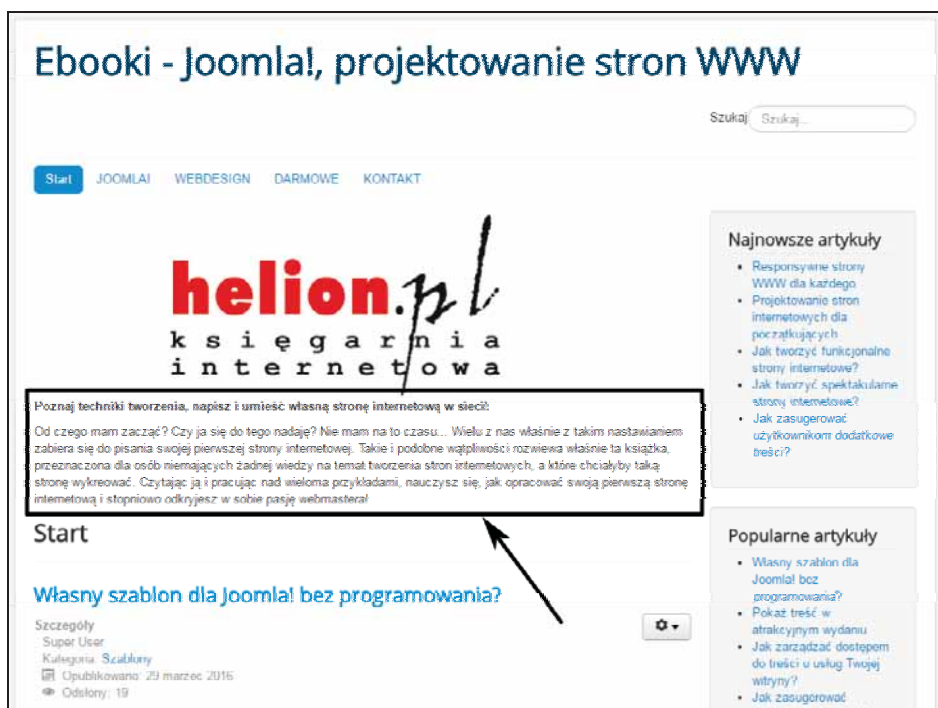 Ebooki - Joomla!, projektowanie stron WWW
Szukaj Szukaj...
Start JOOMLA! WEBDESIGN DARMOWE KONTAKT
helion.pl
księgarnia
internetowa
Poznaj techniki tworzenia, napisz i umieść własną stronę internetową w sieci!
Od czego mam zacząć? Czy ja się do tego nadaję? Nie mam na to czasu... Wielu z nas właśnie z takim nastawianiem
zabiera się do pisania swojej pierwszej strony internetowej. Takie i podobne wątpliwości rozwiewa właśnie ta książka,
przeznaczona dla osób niemających żadnej wiedzy na temat tworzenia stron internetowych, a które chciałyby taką
stronę wykreować. Czytając ją i pracując nad wieloma przykładami, nauczysz się, jak opracować swoją pierwszą stronę
internetową i stopniowo odkryjesz w sobie pasję webmastera!
Start
Własny szablon dla Joomla! bez programowania?
Szczegóły
Super User
Kategoria: Szablony
Opublikowano: 29 marzec 2016
Odsłony: 19
Najnowsze artykuły
Responsywne strony
WWW dla każdego
Projektowanie stron
internetowych dla
początkujących
Jak tworzyć funkcjonalne
strony internetowe?
Jak tworzyć spektakularne
strony internetowe?
Jak zasugerować
użytkownikom dodatkowe
treści?
Popularne artykuły
Własny szablon dla
Joomla! bez
programowania?
Pokaż treść w
atrakcyjnym wydaniu
Jak zarządzać dostępem
do treści u usług Twojej
witryny?
Jak zasugerować